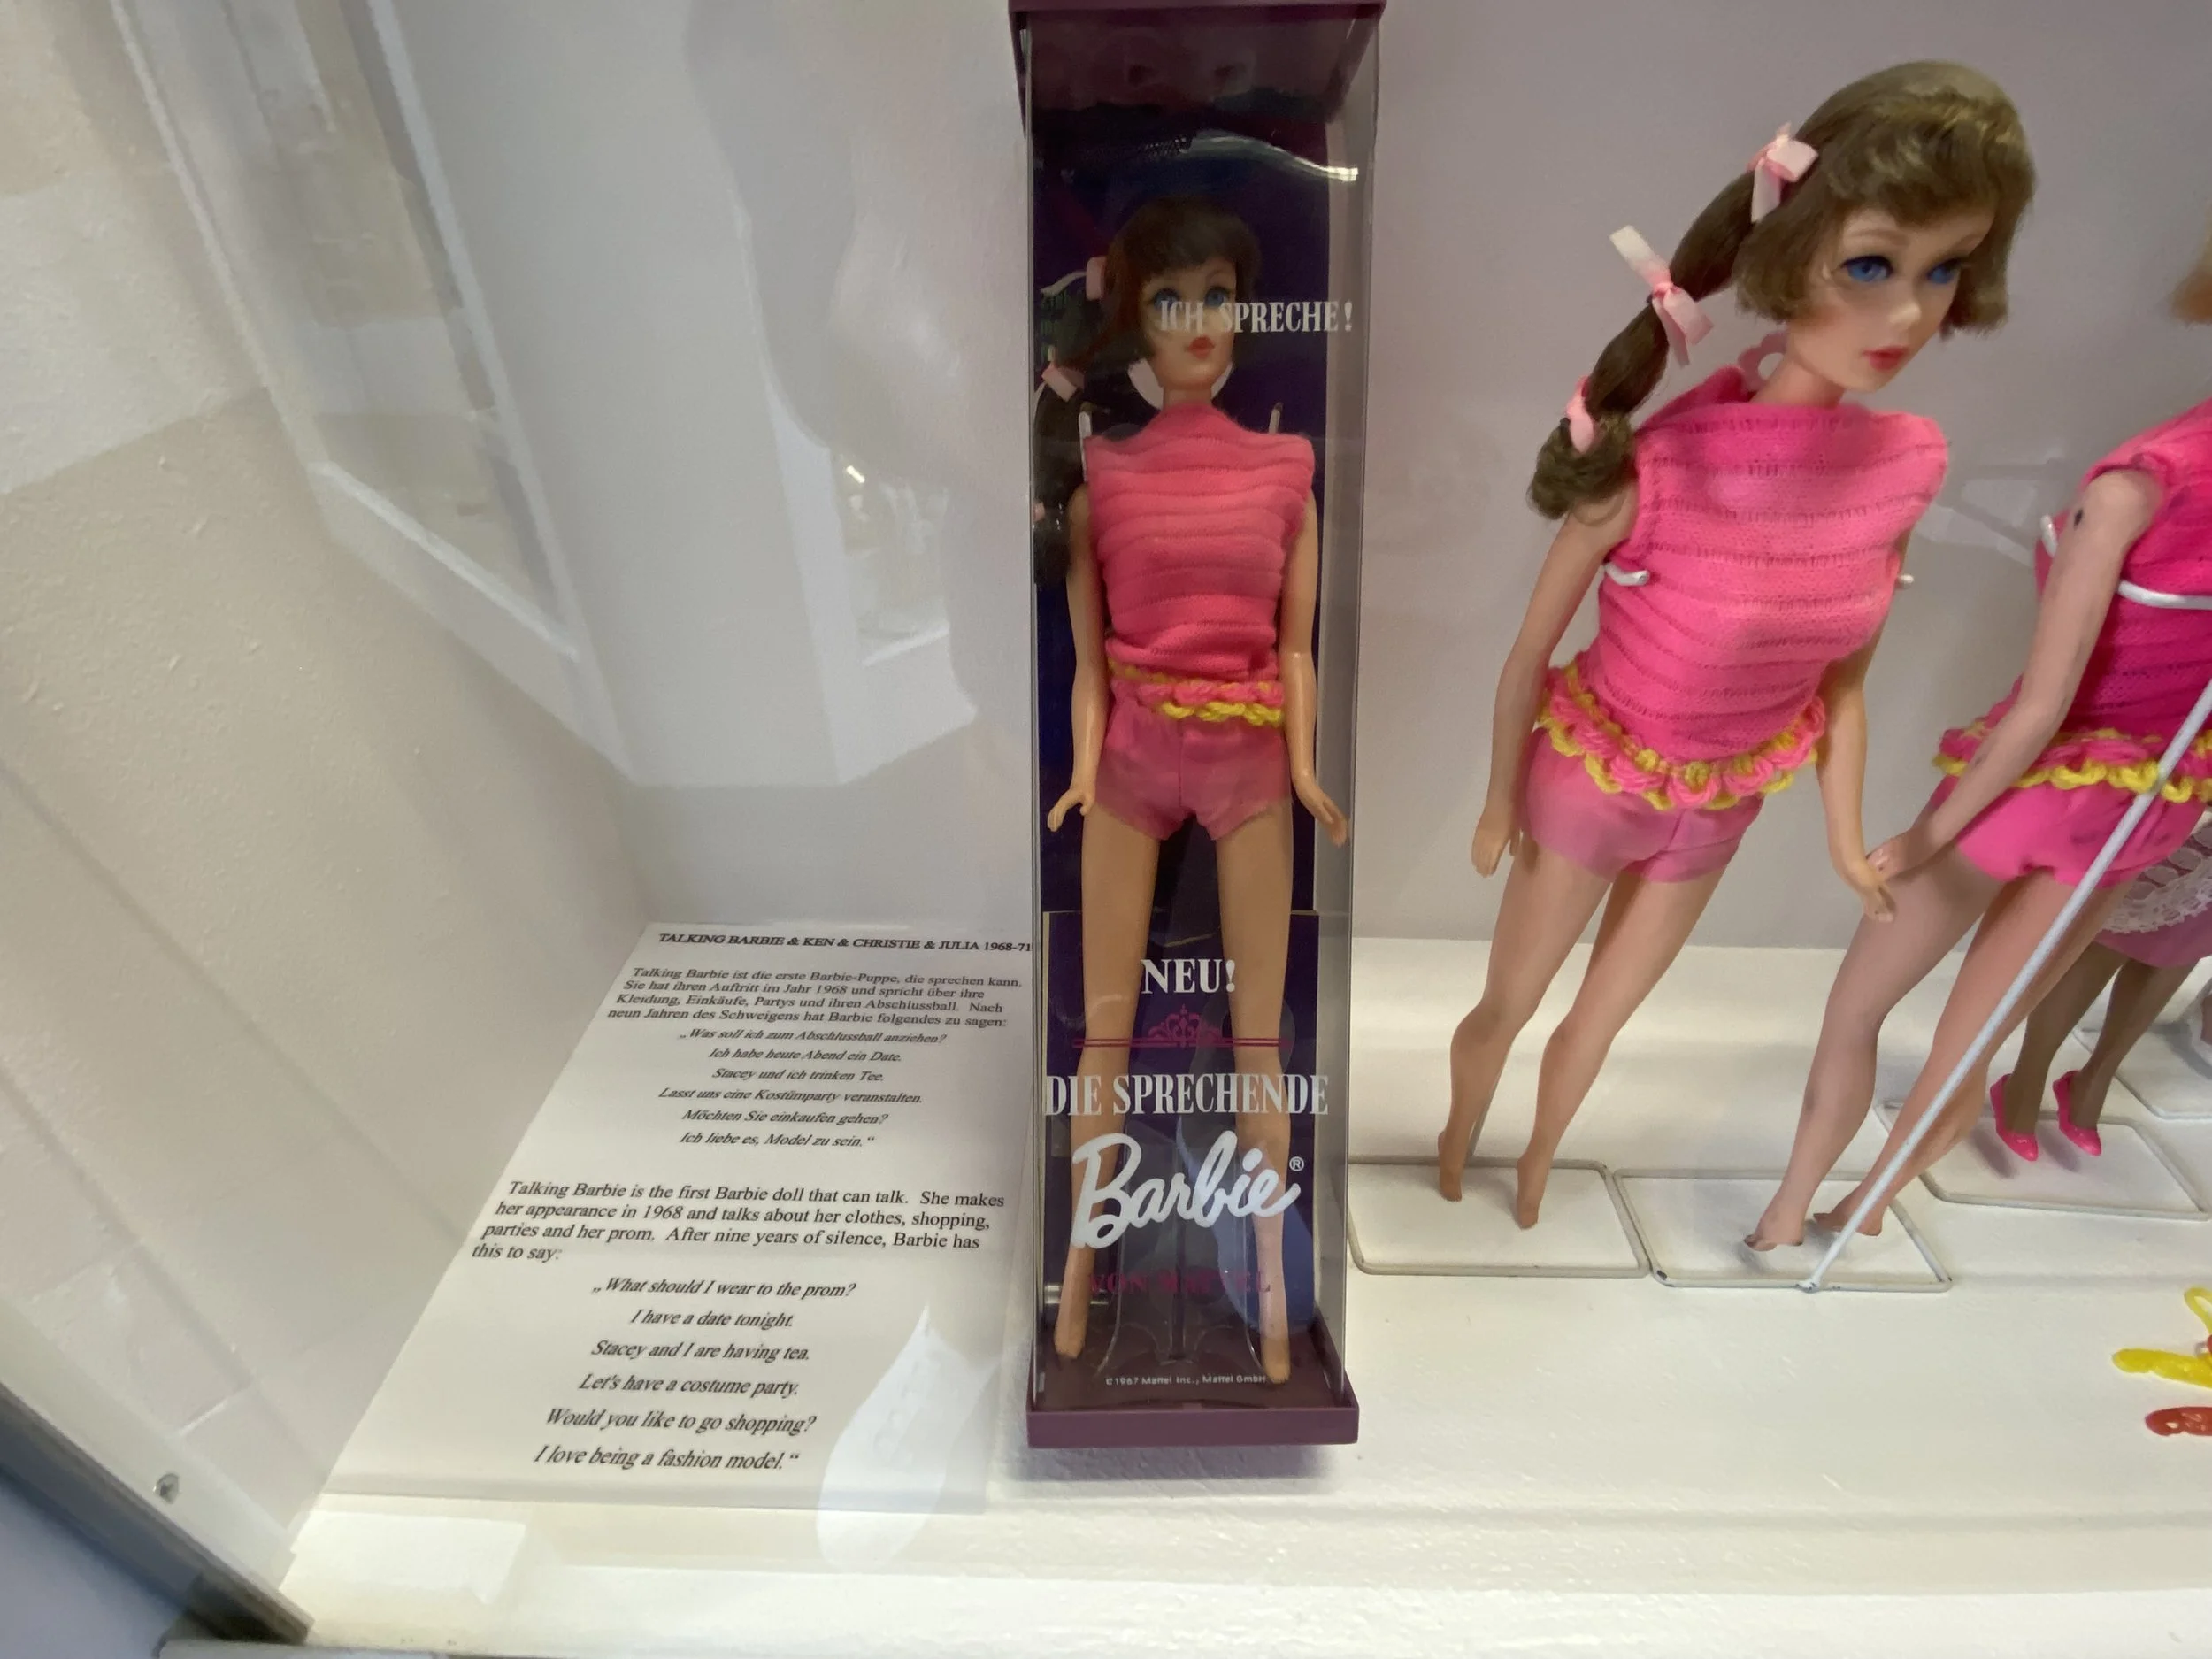 TALKING BARBIE & KEN & CHRISTIE & JULIA 1968-71
Talking Barbie ist die erste Barbie-Puppe, die sprechen kann.
Sie hat ihren Auftritt im Jahr 1968 und spricht über ihre
Kleidung, Einkäufe, Partys und ihren Abschlussball. Nach
neun Jahren des Schweigens hat Barbie folgendes zu sagen:
„Was soll ich zum Abschlussball anziehen?
Ich habe heute Abend ein Date.
Stacey und ich trinken Tee.
Lasst uns eine Kostümparty veranstalten.
Möchten Sie einkaufen gehen?
Ich liebe es, Model zu sein.“
Talking Barbie is the first Barbie doll that can talk. She makes
her appearance in 1968 and talks about her clothes, shopping,
parties and her prom. After nine years of silence, Barbie has
this to say:
„What should I wear to the prom?
I have a date tonight.
Stacey and I are having tea.
Let's have a costume party.
Would you like to go shopping?
I love being a fashion model.“
ICH SPRECHE!
NEU!
DIE SPRECHENDE
Barbie®
VON MATTEL
©1967 Mattel Inc., Mattel GmbH